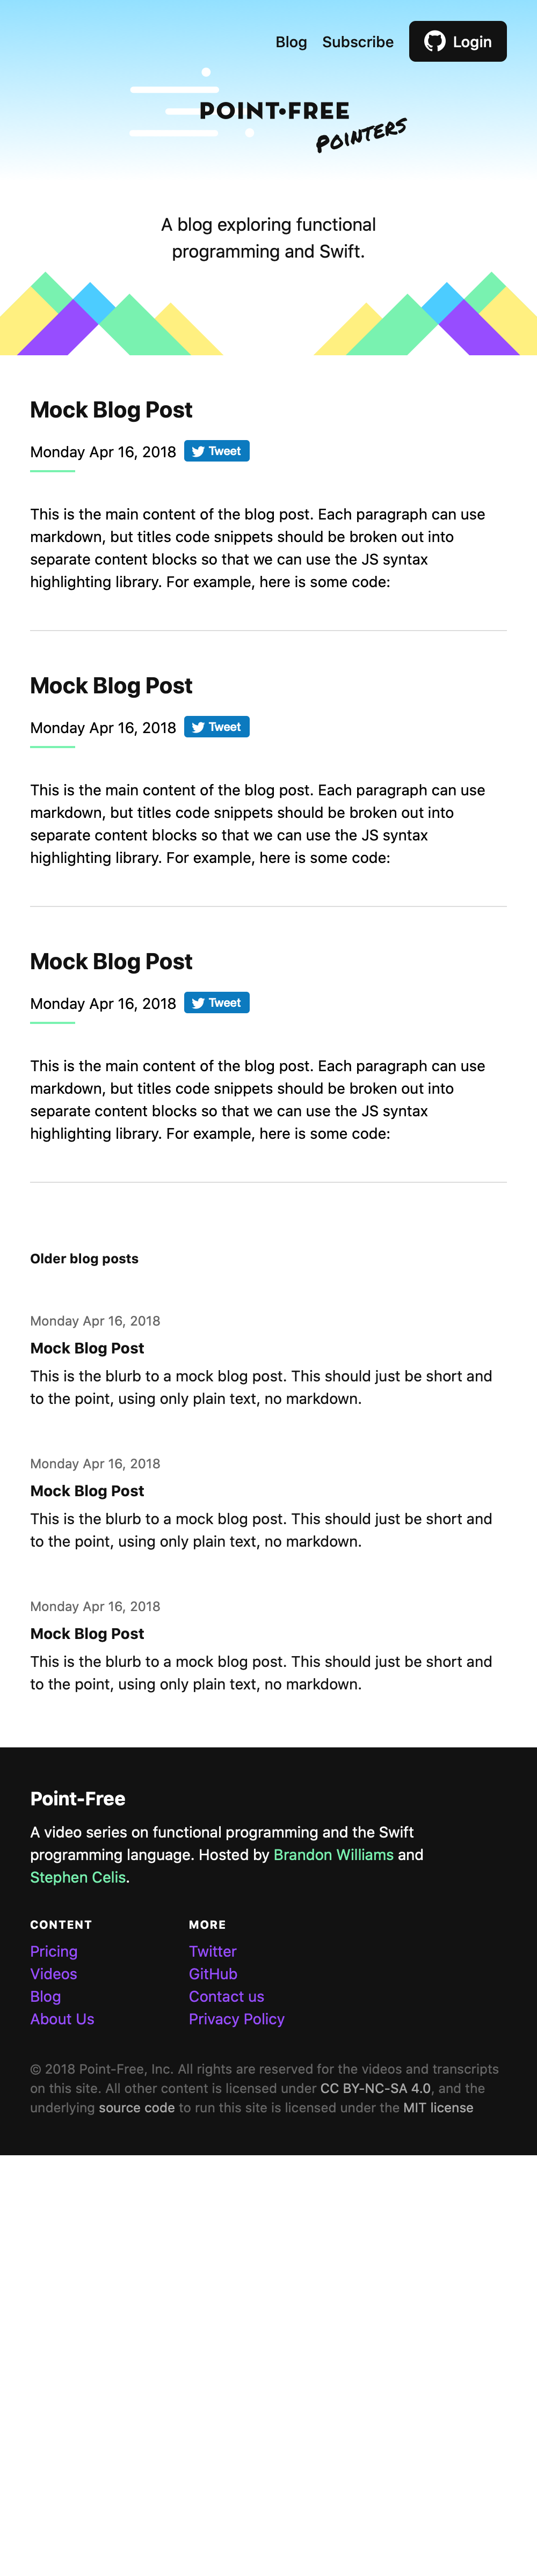 Blog Subscribe Login
POINT•FREE
POINTERS
A blog exploring functional
programming and Swift.
Mock Blog Post
Monday Apr 16, 2018 Tweet
This is the main content of the blog post. Each paragraph can use
markdown, but titles code snippets should be broken out into
separate content blocks so that we can use the JS syntax
highlighting library. For example, here is some code:
Mock Blog Post
Monday Apr 16, 2018 Tweet
This is the main content of the blog post. Each paragraph can use
markdown, but titles code snippets should be broken out into
separate content blocks so that we can use the JS syntax
highlighting library. For example, here is some code:
Mock Blog Post
Monday Apr 16, 2018 Tweet
This is the main content of the blog post. Each paragraph can use
markdown, but titles code snippets should be broken out into
separate content blocks so that we can use the JS syntax
highlighting library. For example, here is some code:
Older blog posts
Monday Apr 16, 2018
Mock Blog Post
This is the blurb to a mock blog post. This should just be short and
to the point, using only plain text, no markdown.
Monday Apr 16, 2018
Mock Blog Post
This is the blurb to a mock blog post. This should just be short and
to the point, using only plain text, no markdown.
Monday Apr 16, 2018
Mock Blog Post
This is the blurb to a mock blog post. This should just be short and
to the point, using only plain text, no markdown.
Point-Free
A video series on functional programming and the Swift
programming language. Hosted by Brandon Williams and
Stephen Celis.
CONTENT
Pricing
Videos
Blog
About Us
MORE
Twitter
GitHub
Contact us
Privacy Policy
© 2018 Point-Free, Inc. All rights are reserved for the videos and transcripts
on this site. All other content is licensed under CC BY-NC-SA 4.0, and the
underlying source code to run this site is licensed under the MIT license